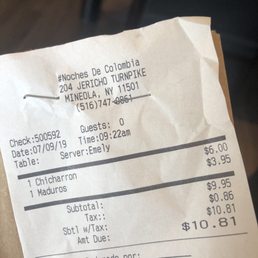 #Noches De Colombia
204 JERICHO TURNPIKE
MINEOLA, NY 11501
(516)747-0851
Check:500592 Guests: 0
Date:07/09/19 Time:09:22am
Table: Server:Emely
1 Chicharron $6.00
1 Maduros $3.95
Subtotal: $9.95
Tax:: $0.86
Sbtl w/Tax: $10.81
Amt Due: $10.81